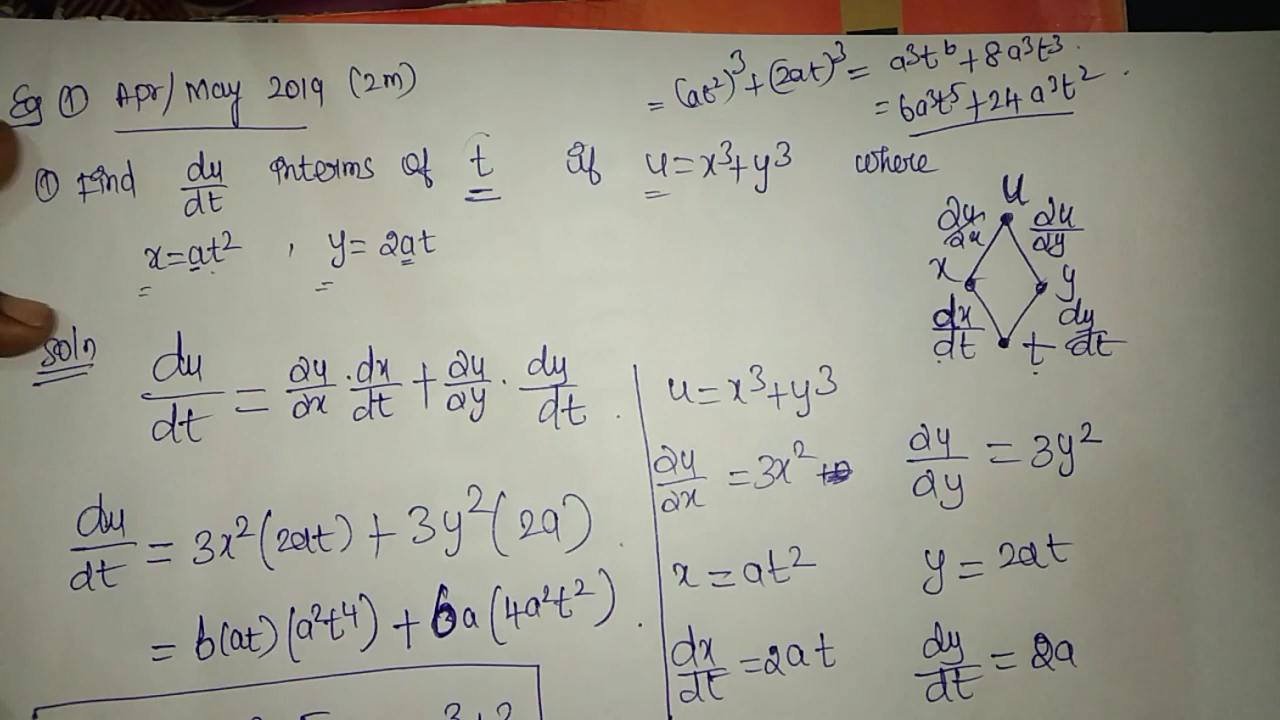 Eg ① Apr/May 2019 (2m)
= (at²)³+(2at)³ = a³t⁶+8a³t³.
= 6a³t⁵+24a³t².
① Find du/dt interms of t if u=x³+y³ where
x=at² , y=2at
u
∂u/∂x ∂u/∂y
x y
dx/dt t dy/dt
Soln du/dt = ∂u/∂x · dx/dt + ∂u/∂y · dy/dt .
du/dt = 3x²(2at) + 3y²(2a) .
= 6(at)(a²t⁴) + 6a(4a²t²) .
u=x³+y³
∂u/∂x = 3x² ∂u/∂y = 3y²
x=at² y=2at
dx/dt =2at dy/dt = 2a